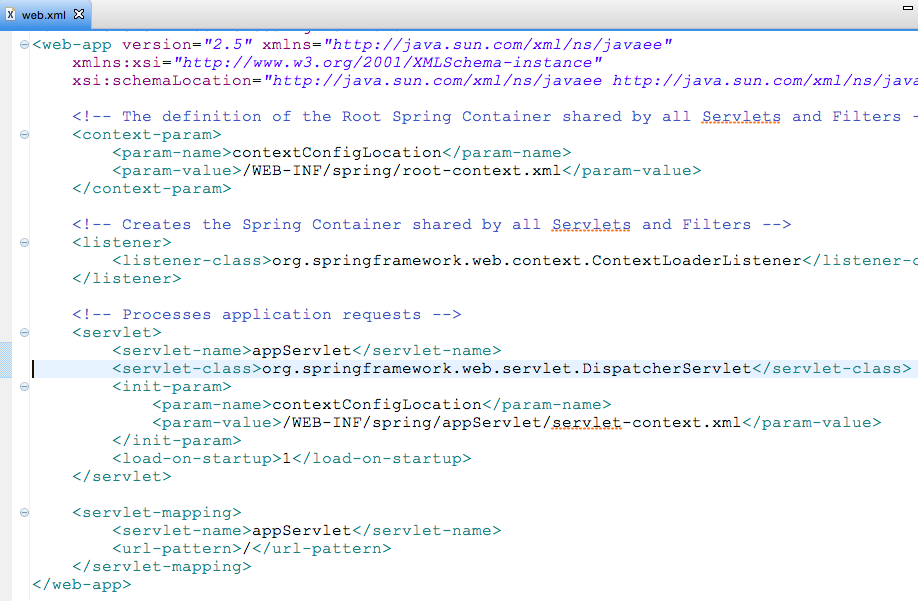 web.xml
<web-app version="2.5" xmlns="http://java.sun.com/xml/ns/javaee"
xmlns:xsi="http://www.w3.org/2001/XMLSchema-instance"
xsi:schemaLocation="http://java.sun.com/xml/ns/javaee http://java.sun.com/xml/ns/java
<!-- The definition of the Root Spring Container shared by all Servlets and Filters -
<context-param>
<param-name>contextConfigLocation</param-name>
<param-value>/WEB-INF/spring/root-context.xml</param-value>
</context-param>
<!-- Creates the Spring Container shared by all Servlets and Filters -->
<listener>
<listener-class>org.springframework.web.context.ContextLoaderListener</listener-c
</listener>
<!-- Processes application requests -->
<servlet>
<servlet-name>appServlet</servlet-name>
<servlet-class>org.springframework.web.servlet.DispatcherServlet</servlet-class>
<init-param>
<param-name>contextConfigLocation</param-name>
<param-value>/WEB-INF/spring/appServlet/servlet-context.xml</param-value>
</init-param>
<load-on-startup>1</load-on-startup>
</servlet>
<servlet-mapping>
<servlet-name>appServlet</servlet-name>
<url-pattern>/</url-pattern>
</servlet-mapping>
</web-app>